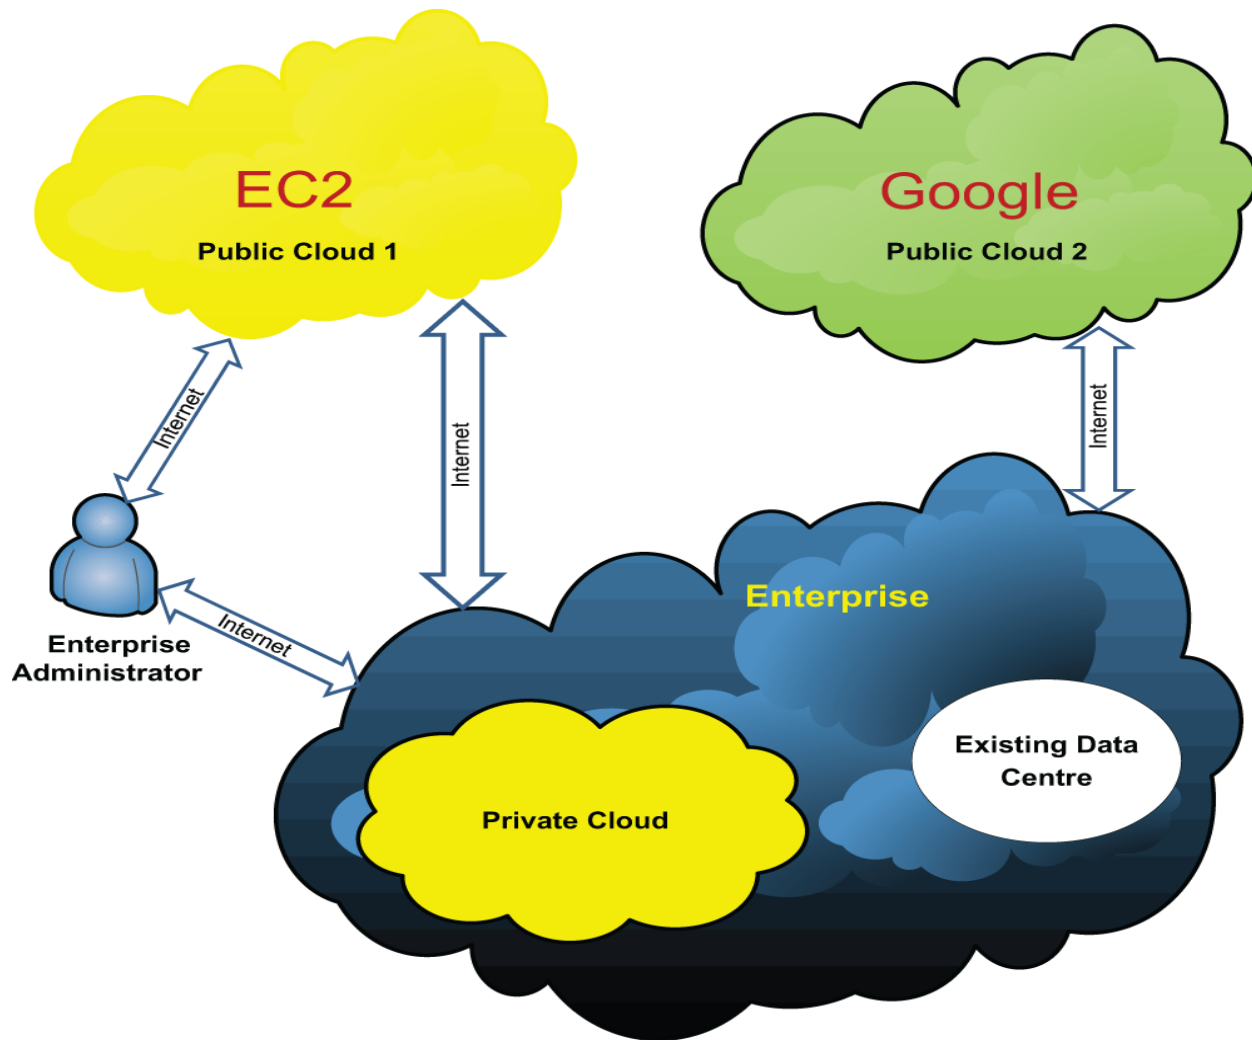 EC2
Public Cloud 1
Google
Public Cloud 2
Internet
Internet
Internet
Enterprise
Administrator
Internet
Enterprise
Existing Data
Centre
Private Cloud